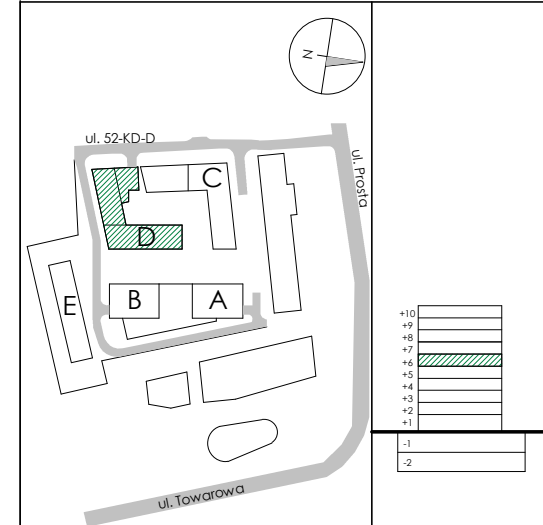 N
ul. 52-KD-D
ul. Prosta
C
D
E
B
A
ul. Towarowa
+10
+9
+8
+7
+6
+5
+4
+3
+2
+1
-1
-2